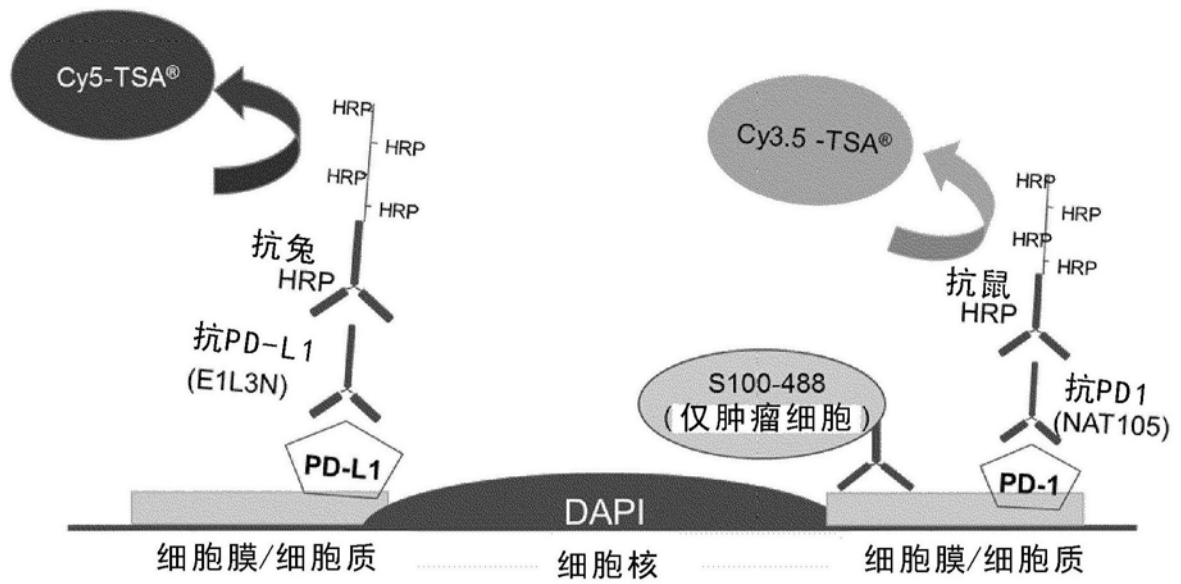 Cy5-TSA®
HRP
HRP
HRP
HRP
抗兔
HRP
抗PD-L1
(E1L3N)
PD-L1
Cy3.5 -TSA®
HRP
HRP
HRP
HRP
抗鼠
HRP
抗PD1
(NAT105)
PD-1
S100-488
(仅肿瘤细胞)
DAPI
细胞膜/细胞质
细胞核
细胞膜/细胞质